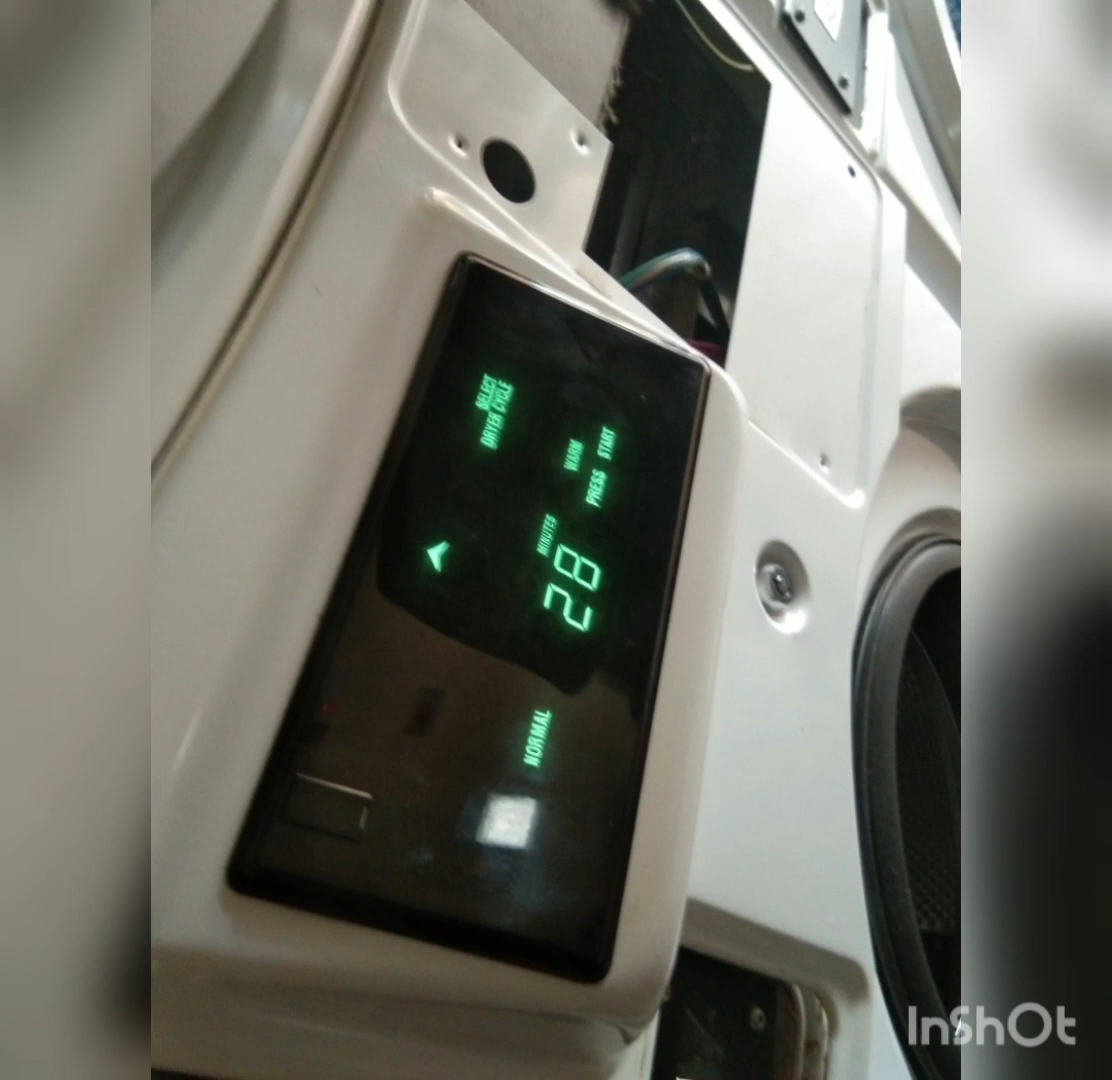 SELECT
DRYER CYCLE
NORMAL
28 MINUTES
WARM
PRESS START
InShOt